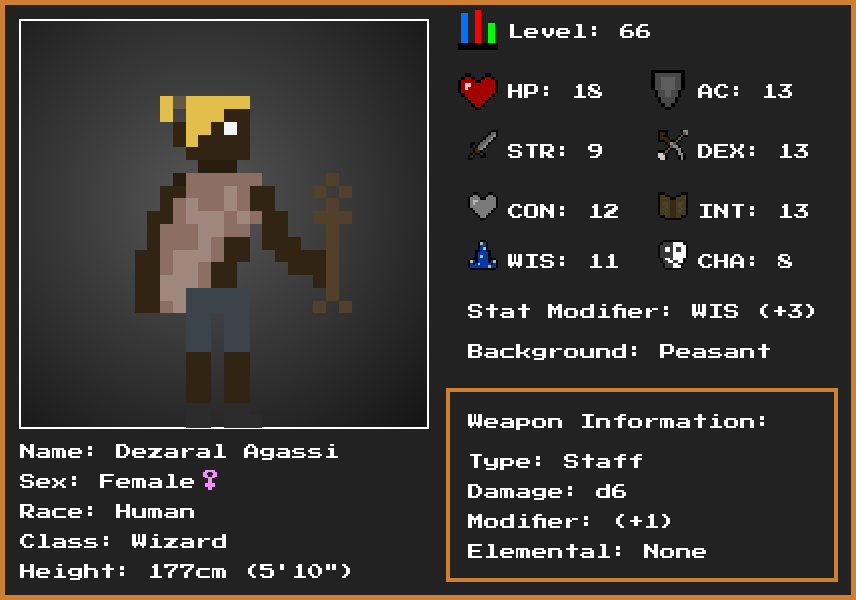 Level: 66
HP: 18 AC: 13
STR: 9 DEX: 13
CON: 12 INT: 13
WIS: 11 CHA: 8
Stat Modifier: WIS (+3)
Background: Peasant
Weapon Information:
Type: Staff
Damage: d6
Modifier: (+1)
Elemental: None
Name: Dezaral Agassi
Sex: Female♀
Race: Human
Class: Wizard
Height: 177cm (5'10")